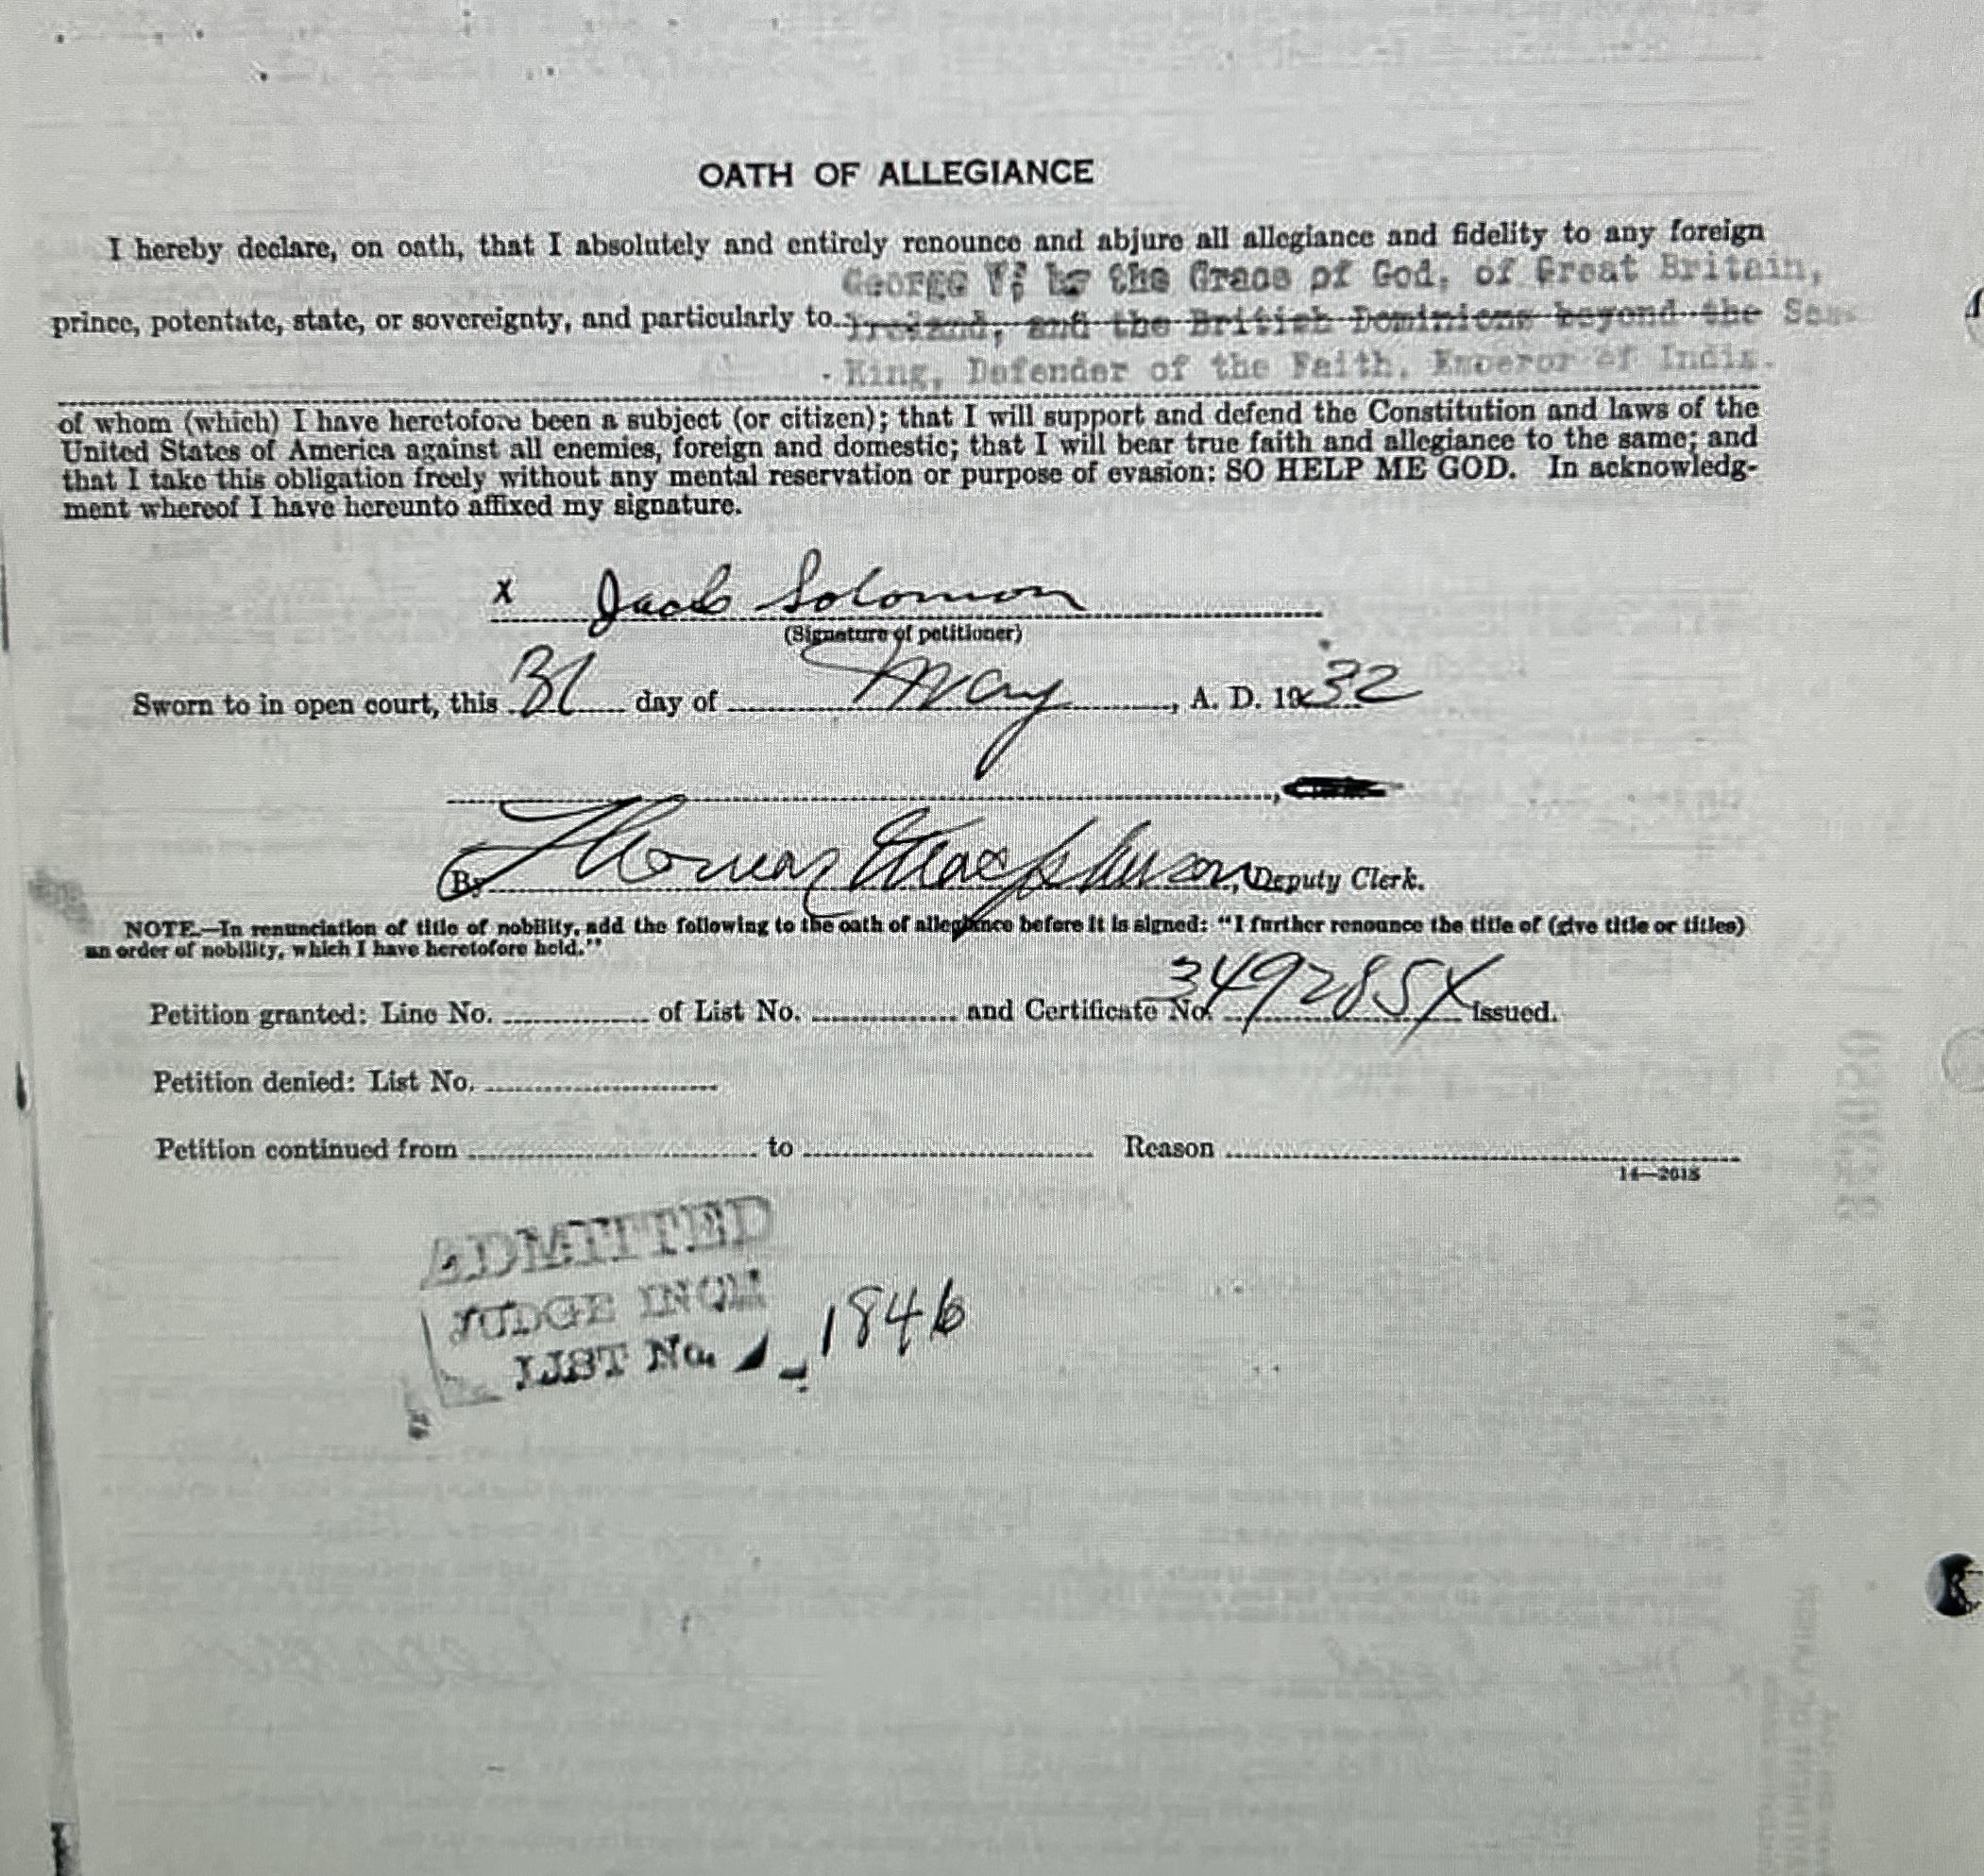 OATH OF ALLEGIANCE
I hereby declare, on oath, that I absolutely and entirely renounce and abjure all allegiance and fidelity to any foreign
George V, by the Grace of God, of Great Britain,
prince, potentate, state, or sovereignty, and particularly to Ireland, and the British Dominions beyond the Seas
King, Defender of the Faith, Emperor of India.
of whom (which) I have heretofore been a subject (or citizen); that I will support and defend the Constitution and laws of the
United States of America against all enemies, foreign and domestic; that I will bear true faith and allegiance to the same; and
that I take this obligation freely without any mental reservation or purpose of evasion: SO HELP ME GOD. In acknowledg-
ment whereof I have hereunto affixed my signature.
x Jacob Solomon
(Signature of petitioner)
Sworn to in open court, this 31 day of May, A. D. 1932
By Thomas, Deputy Clerk.
NOTE.—In renunciation of title of nobility, add the following to the oath of allegiance before it is signed: "I further renounce the title of (give title or titles)
an order of nobility, which I have heretofore held."
Petition granted: Line No. of List No. and Certificate No. 349285X issued.
Petition denied: List No.
Petition continued from to Reason
14—2618
ADMITTED
JUDGE INCH
LIST No. 1846